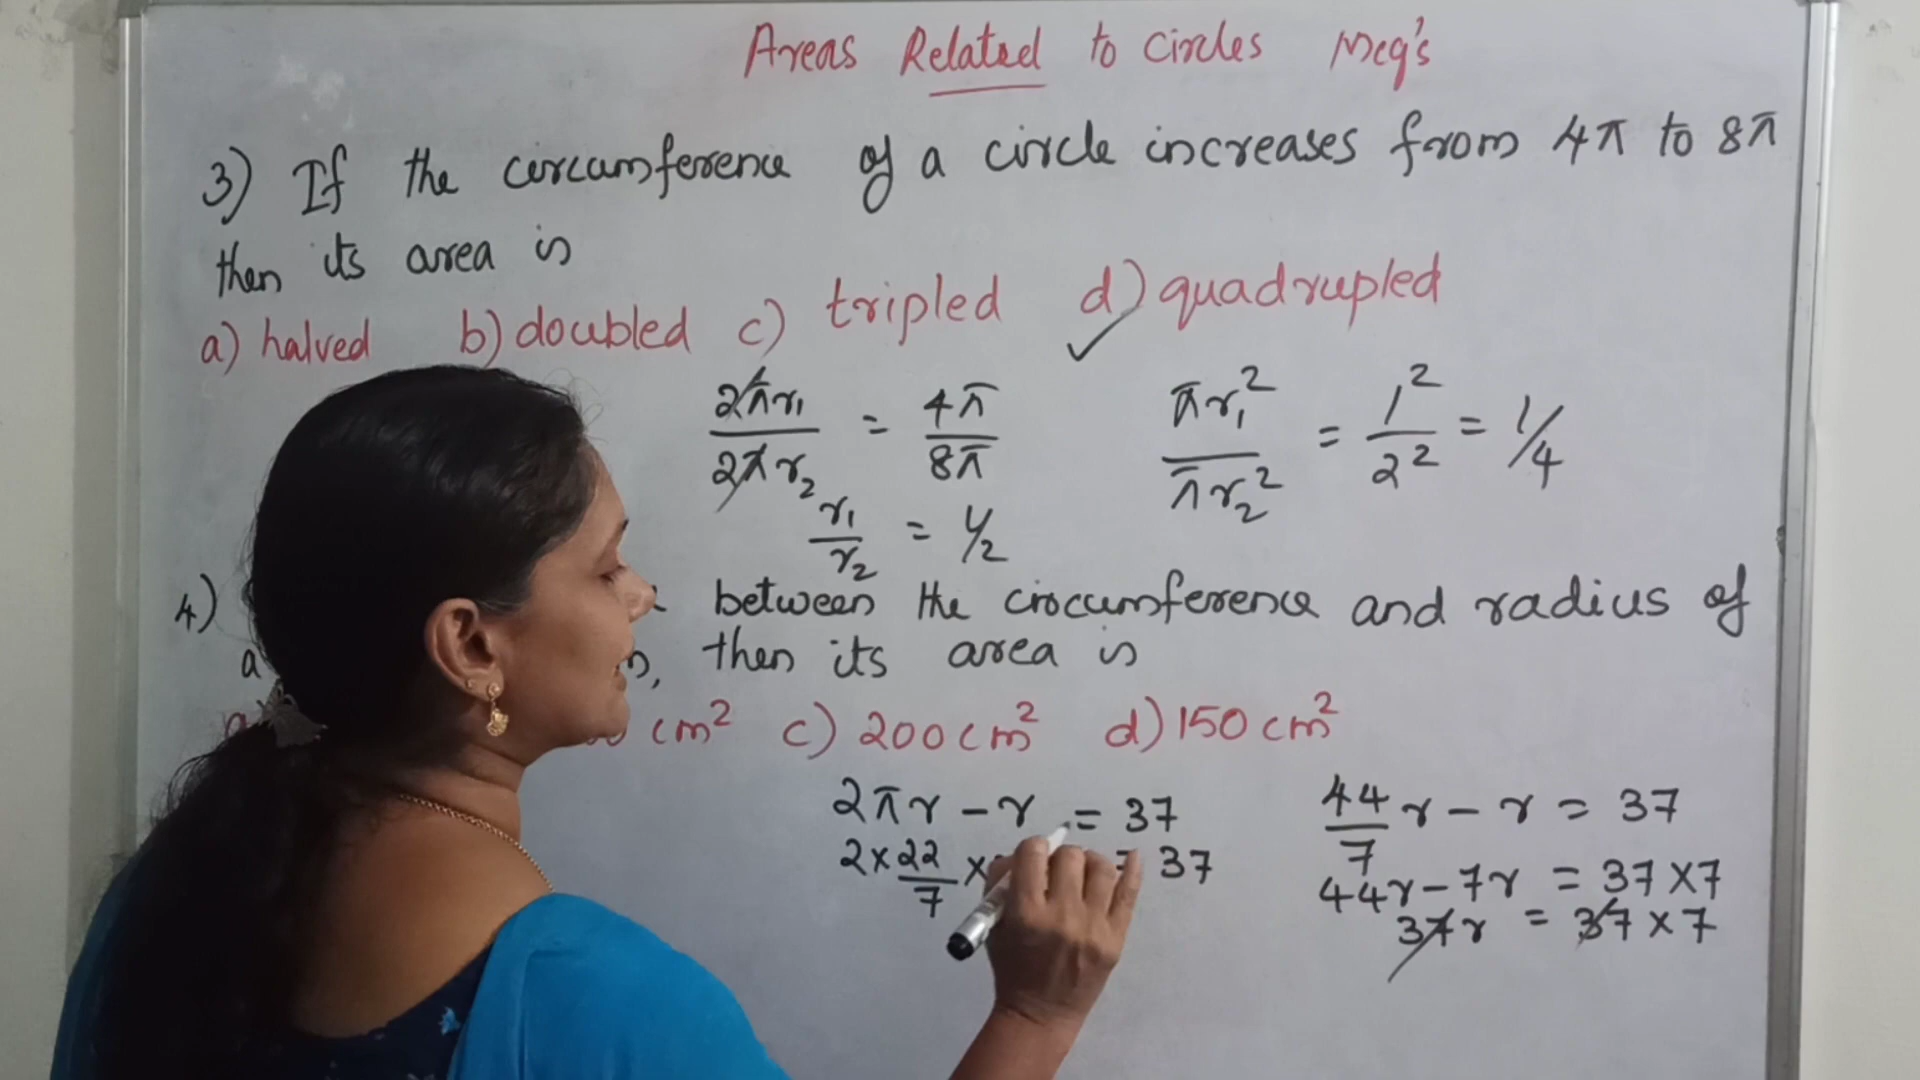 Areas Related to Circles Mcq's
3) If the circumference of a circle increases from 4π to 8π
then its area is
a) halved b) doubled c) tripled d) quadrupled
2πr₁/2πr₂ = 4π/8π
r₁/r₂ = 1/2
πr₁²/πr₂² = 1²/2² = 1/4
4) between the circumference and radius of
a then its area is
cm² c) 200 cm² d) 150 cm²
2πr - r = 37
2 × 22/7 × = 37
44/7 r - r = 37
44r - 7r = 37 × 7
37r = 37 × 7